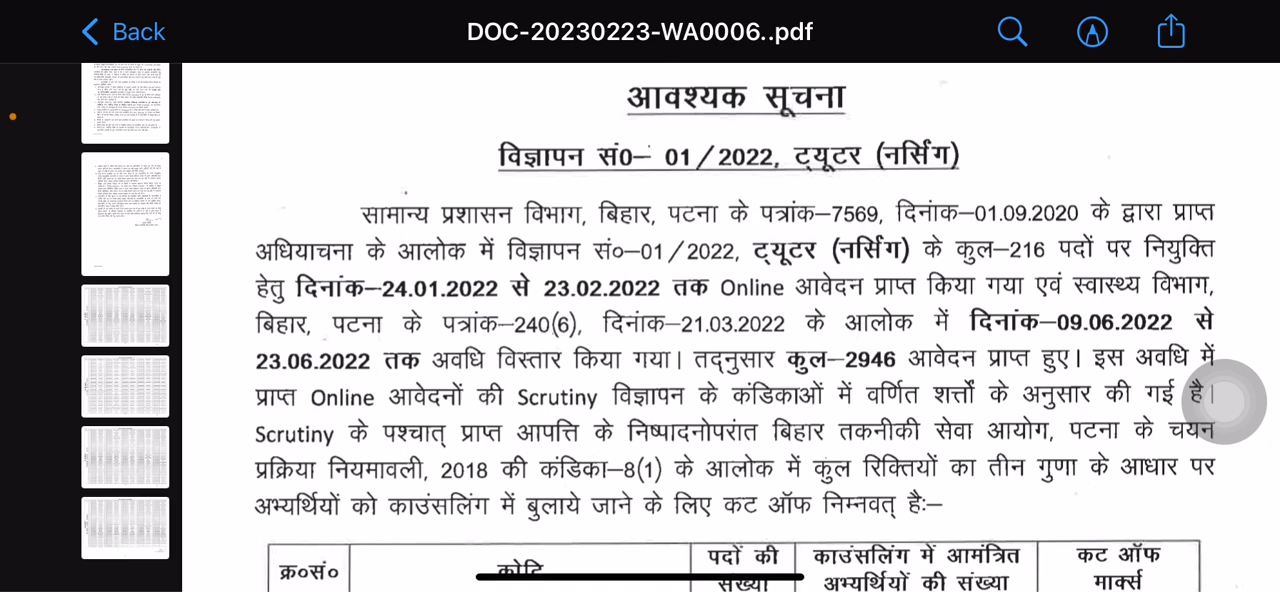 Back
DOC-20230223-WA0006..pdf
आवश्यक सूचना
विज्ञापन सं0– 01/2022, ट्यूटर (नर्सिंग)
सामान्य प्रशासन विभाग, बिहार, पटना के पत्रांक–7569, दिनांक–01.09.2020 के द्वारा प्राप्त
अधियाचना के आलोक में विज्ञापन सं०–01/2022, ट्यूटर (नर्सिंग) के कुल–216 पदों पर नियुक्ति
हेतु दिनांक–24.01.2022 से 23.02.2022 तक Online आवेदन प्राप्त किया गया एवं स्वास्थ्य विभाग,
बिहार, पटना के पत्रांक–240(6), दिनांक–21.03.2022 के आलोक में दिनांक–09.06.2022 से
23.06.2022 तक अवधि विस्तार किया गया। तद्नुसार कुल–2946 आवेदन प्राप्त हुए। इस अवधि में
प्राप्त Online आवेदनों की Scrutiny विज्ञापन के कंडिकाओं में वर्णित शर्त्तों के अनुसार की गई है।
Scrutiny के पश्चात् प्राप्त आपत्ति के निष्पादनोपरांत बिहार तकनीकी सेवा आयोग, पटना के चयन
प्रक्रिया नियमावली, 2018 की कंडिका–8(1) के आलोक में कुल रिक्तियों का तीन गुणा के आधार पर
अभ्यर्थियों को काउंसलिंग में बुलाये जाने के लिए कट ऑफ निम्नवत् हैः–
क्र०सं० कोटि पदों की संख्या काउंसलिंग में आमंत्रित अभ्यर्थियों की संख्या कट ऑफ मार्क्स